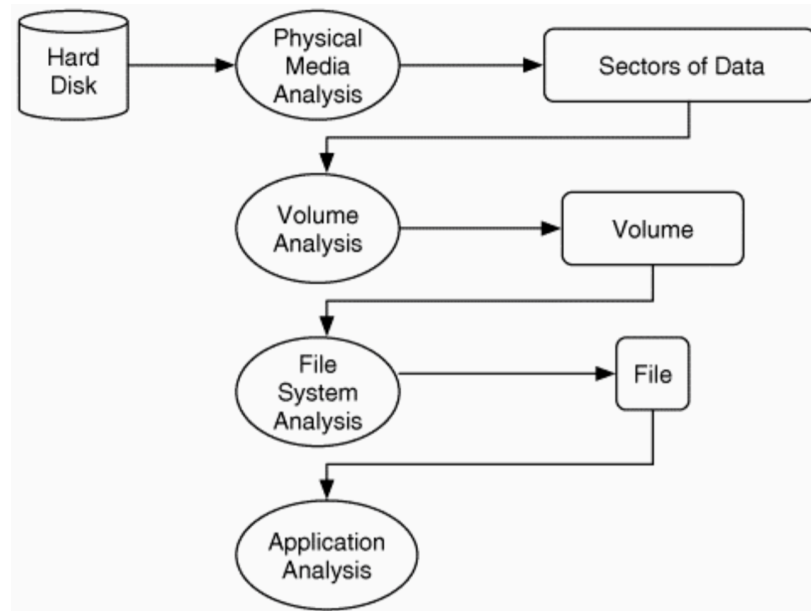 Hard
Disk
Physical
Media
Analysis
Sectors of Data
Volume
Analysis
Volume
File
System
Analysis
File
Application
Analysis